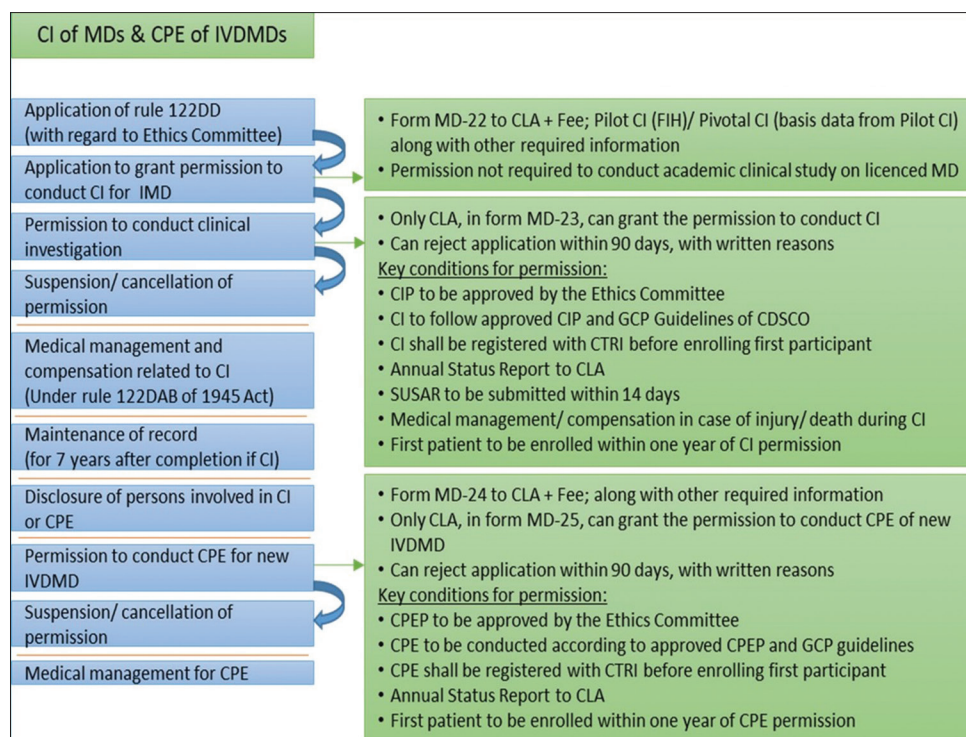 CI of MDs & CPE of IVDMDs
Application of rule 122DD
(with regard to Ethics Committee)
Application to grant permission to
conduct CI for IMD
Permission to conduct clinical
investigation
Suspension/ cancellation of
permission
Medical management and
compensation related to CI
(Under rule 122DAB of 1945 Act)
Maintenance of record
(for 7 years after completion if CI)
Disclosure of persons involved in CI
or CPE
Permission to conduct CPE for new
IVDMD
Suspension/ cancellation of
permission
Medical management for CPE
• Form MD-22 to CLA + Fee; Pilot CI (FIH)/ Pivotal CI (basis data from Pilot CI)
along with other required information
• Permission not required to conduct academic clinical study on licenced MD
• Only CLA, in form MD-23, can grant the permission to conduct CI
• Can reject application within 90 days, with written reasons
Key conditions for permission:
• CIP to be approved by the Ethics Committee
• CI to follow approved CIP and GCP Guidelines of CDSCO
• CI shall be registered with CTRI before enrolling first participant
• Annual Status Report to CLA
• SUSAR to be submitted within 14 days
• Medical management/ compensation in case of injury/ death during CI
• First patient to be enrolled within one year of CI permission
• Form MD-24 to CLA + Fee; along with other required information
• Only CLA, in form MD-25, can grant the permission to conduct CPE of new
IVDMD
• Can reject application within 90 days, with written reasons
Key conditions for permission:
• CPEP to be approved by the Ethics Committee
• CPE to be conducted according to approved CPEP and GCP guidelines
• CPE shall be registered with CTRI before enrolling first participant
• Annual Status Report to CLA
• First patient to be enrolled within one year of CPE permission